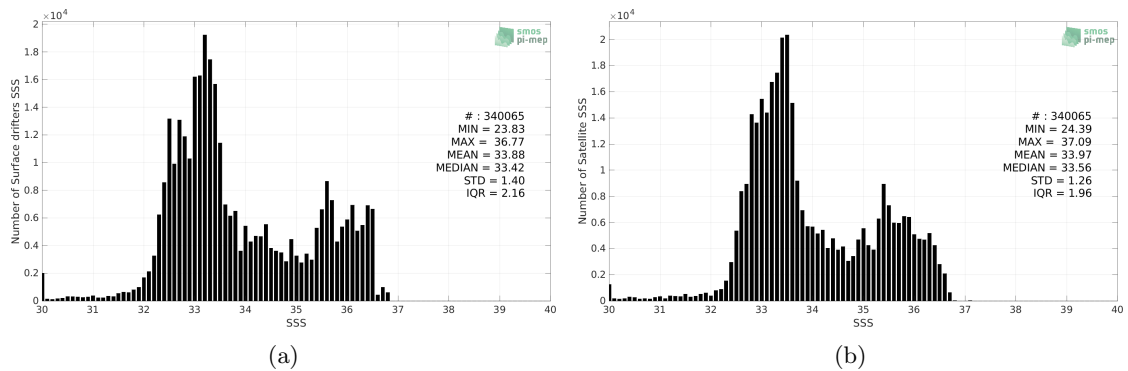 ×10⁴
smos
pi-mep
2
1.8
1.6
1.4
1.2
1
0.8
0.6
0.4
0.2
0
Number of Surface drifters SSS
# : 340065
MIN = 23.83
MAX = 36.77
MEAN = 33.88
MEDIAN = 33.42
STD = 1.40
IQR = 2.16
30 31 32 33 34 35 36 37 38 39 40
SSS
(a)
×10⁴
smos
pi-mep
2
1.8
1.6
1.4
1.2
1
0.8
0.6
0.4
0.2
0
Number of Satellite SSS
# : 340065
MIN = 24.39
MAX = 37.09
MEAN = 33.97
MEDIAN = 33.56
STD = 1.26
IQR = 1.96
30 31 32 33 34 35 36 37 38 39 40
SSS
(b)